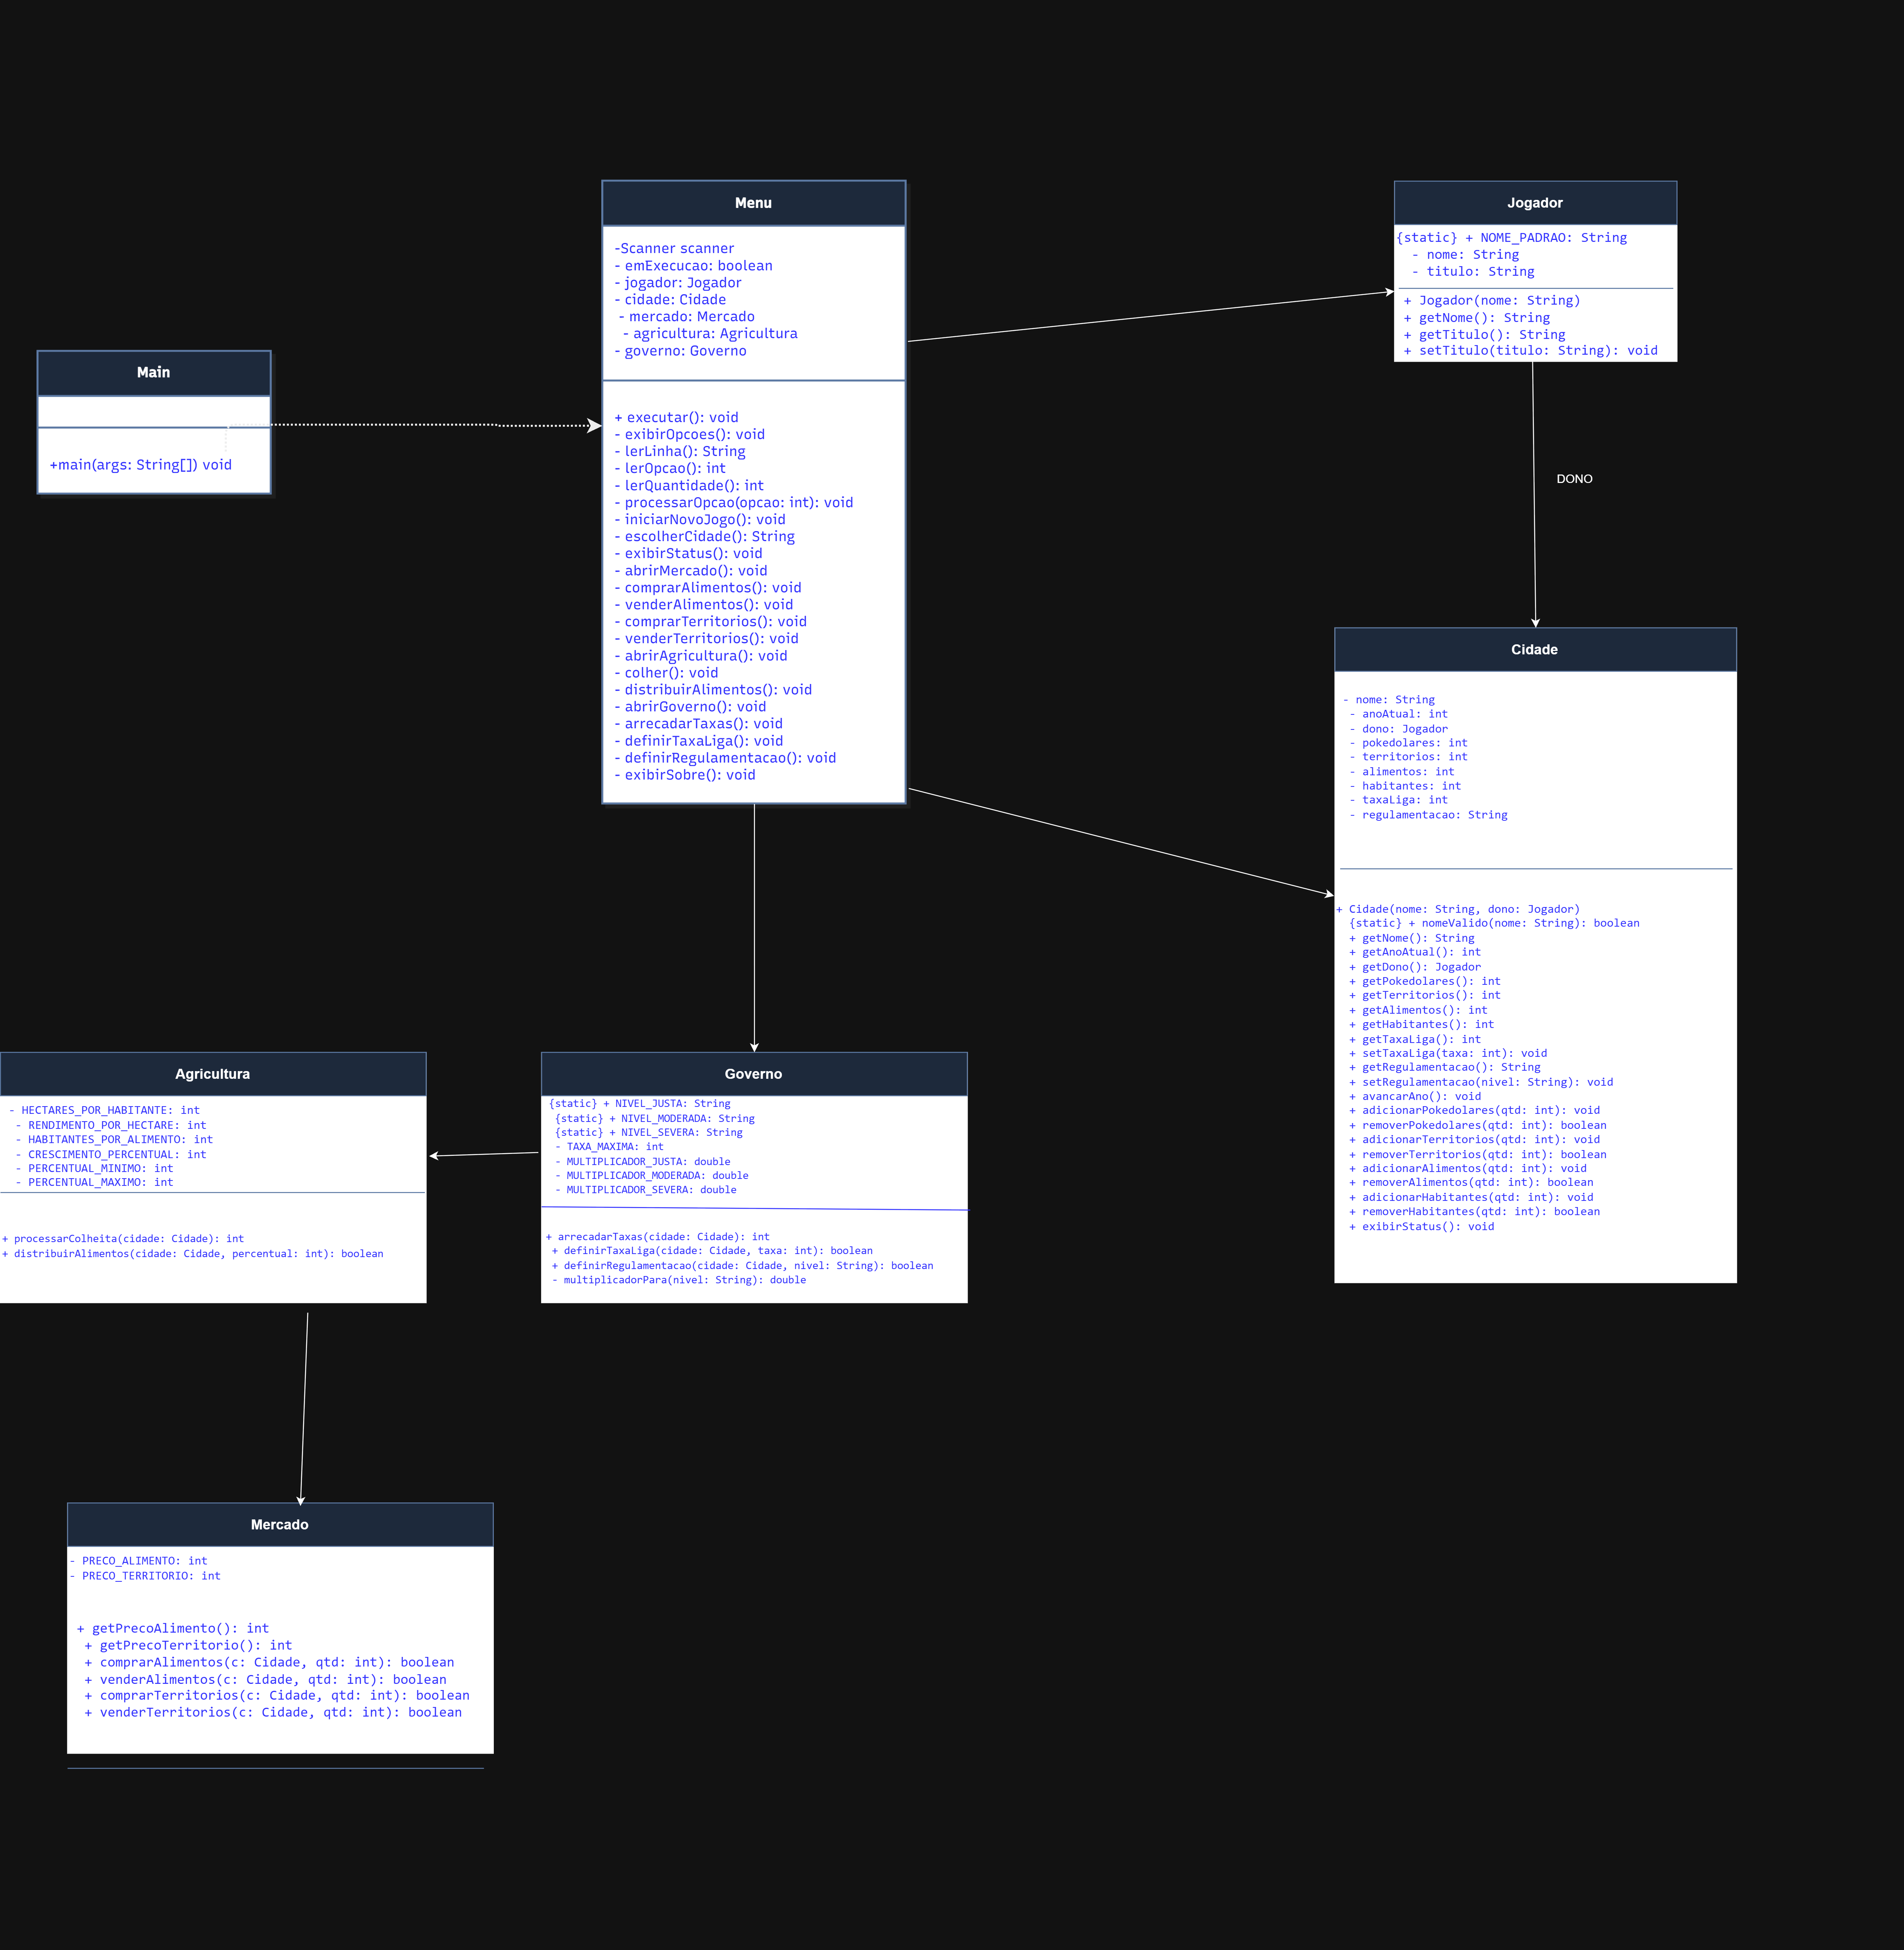 Menu
-Scanner scanner
- emExecucao: boolean
- jogador: Jogador
- cidade: Cidade
- mercado: Mercado
- agricultura: Agricultura
- governo: Governo
+ executar(): void
- exibirOpcoes(): void
- lerLinha(): String
- lerOpcao(): int
- lerQuantidade(): int
- processarOpcao(opcao: int): void
- iniciarNovoJogo(): void
- escolherCidade(): String
- exibirStatus(): void
- abrirMercado(): void
- comprarAlimentos(): void
- venderAlimentos(): void
- comprarTerritorios(): void
- venderTerritorios(): void
- abrirAgricultura(): void
- colher(): void
- distribuirAlimentos(): void
- abrirGoverno(): void
- arrecadarTaxas(): void
- definirTaxaLiga(): void
- definirRegulamentacao(): void
- exibirSobre(): void
Jogador
{static} + NOME_PADRAO: String
- nome: String
- titulo: String
+ Jogador(nome: String)
+ getNome(): String
+ getTitulo(): String
+ setTitulo(titulo: String): void
Main
+main(args: String[]) void
DONO
Cidade
- nome: String
- anoAtual: int
- dono: Jogador
- pokedolares: int
- territorios: int
- alimentos: int
- habitantes: int
- taxaLiga: int
- regulamentacao: String
+ Cidade(nome: String, dono: Jogador)
{static} + nomeValido(nome: String): boolean
+ getNome(): String
+ getAnoAtual(): int
+ getDono(): Jogador
+ getPokedolares(): int
+ getTerritorios(): int
+ getAlimentos(): int
+ getHabitantes(): int
+ getTaxaLiga(): int
+ setTaxaLiga(taxa: int): void
+ getRegulamentacao(): String
+ setRegulamentacao(nivel: String): void
+ avancarAno(): void
+ adicionarPokedolares(qtd: int): void
+ removerPokedolares(qtd: int): boolean
+ adicionarTerritorios(qtd: int): void
+ removerTerritorios(qtd: int): boolean
+ adicionarAlimentos(qtd: int): void
+ removerAlimentos(qtd: int): boolean
+ adicionarHabitantes(qtd: int): void
+ removerHabitantes(qtd: int): boolean
+ exibirStatus(): void
Agricultura
- HECTARES_POR_HABITANTE: int
- RENDIMENTO_POR_HECTARE: int
- HABITANTES_POR_ALIMENTO: int
- CRESCIMENTO_PERCENTUAL: int
- PERCENTUAL_MINIMO: int
- PERCENTUAL_MAXIMO: int
+ processarColheita(cidade: Cidade): int
+ distribuirAlimentos(cidade: Cidade, percentual: int): boolean
Governo
{static} + NIVEL_JUSTA: String
{static} + NIVEL_MODERADA: String
{static} + NIVEL_SEVERA: String
- TAXA_MAXIMA: int
- MULTIPLICADOR_JUSTA: double
- MULTIPLICADOR_MODERADA: double
- MULTIPLICADOR_SEVERA: double
+ arrecadarTaxas(cidade: Cidade): int
+ definirTaxaLiga(cidade: Cidade, taxa: int): boolean
+ definirRegulamentacao(cidade: Cidade, nivel: String): boolean
- multiplicadorPara(nivel: String): double
Mercado
- PRECO_ALIMENTO: int
- PRECO_TERRITORIO: int
+ getPrecoAlimento(): int
+ getPrecoTerritorio(): int
+ comprarAlimentos(c: Cidade, qtd: int): boolean
+ venderAlimentos(c: Cidade, qtd: int): boolean
+ comprarTerritorios(c: Cidade, qtd: int): boolean
+ venderTerritorios(c: Cidade, qtd: int): boolean